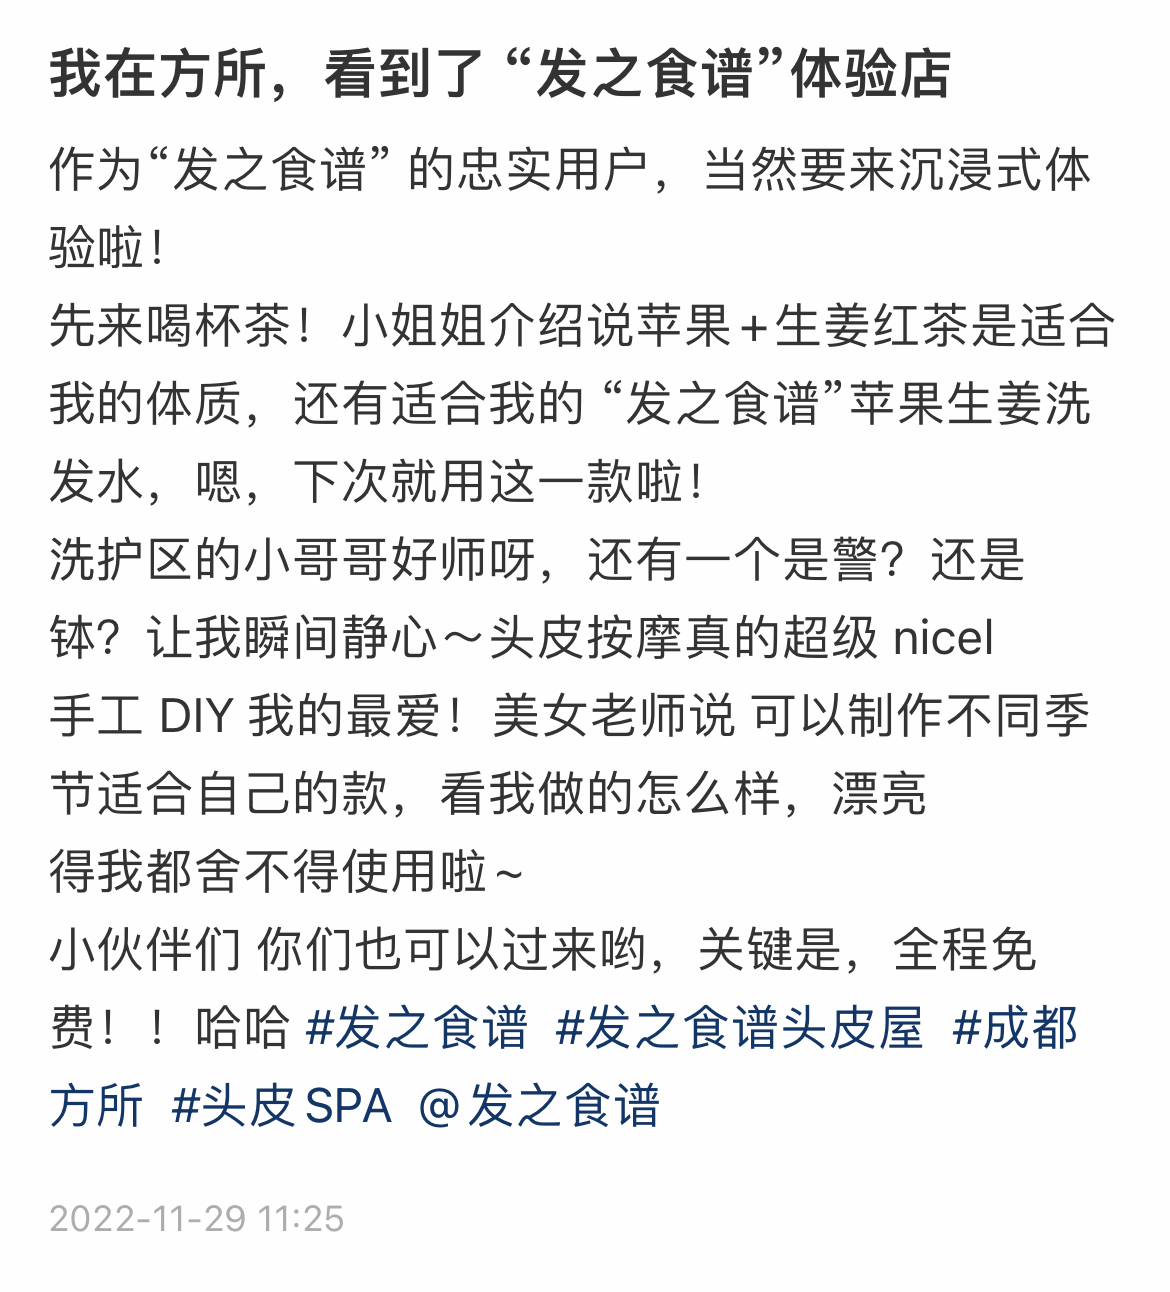 我在方所，看到了 “发之食谱”体验店
作为“发之食谱” 的忠实用户，当然要来沉浸式体
验啦！
先来喝杯茶！小姐姐介绍说苹果+生姜红茶是适合
我的体质，还有适合我的 “发之食谱”苹果生姜洗
发水，嗯，下次就用这一款啦！
洗护区的小哥哥好师呀，还有一个是警？还是
钵？让我瞬间静心～头皮按摩真的超级 nicel
手工 DIY 我的最爱！美女老师说 可以制作不同季
节适合自己的款，看我做的怎么样，漂亮
得我都舍不得使用啦~
小伙伴们 你们也可以过来哟，关键是，全程免
费！！哈哈 #发之食谱 #发之食谱头皮屋 #成都
方所 #头皮SPA @发之食谱
2022-11-29 11:25